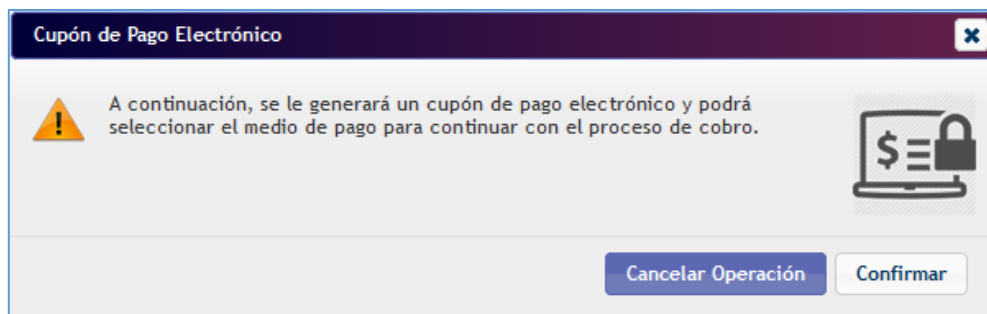 Cupón de Pago Electrónico
A continuación, se le generará un cupón de pago electrónico y podrá
seleccionar el medio de pago para continuar con el proceso de cobro.
$
Cancelar Operación
Confirmar